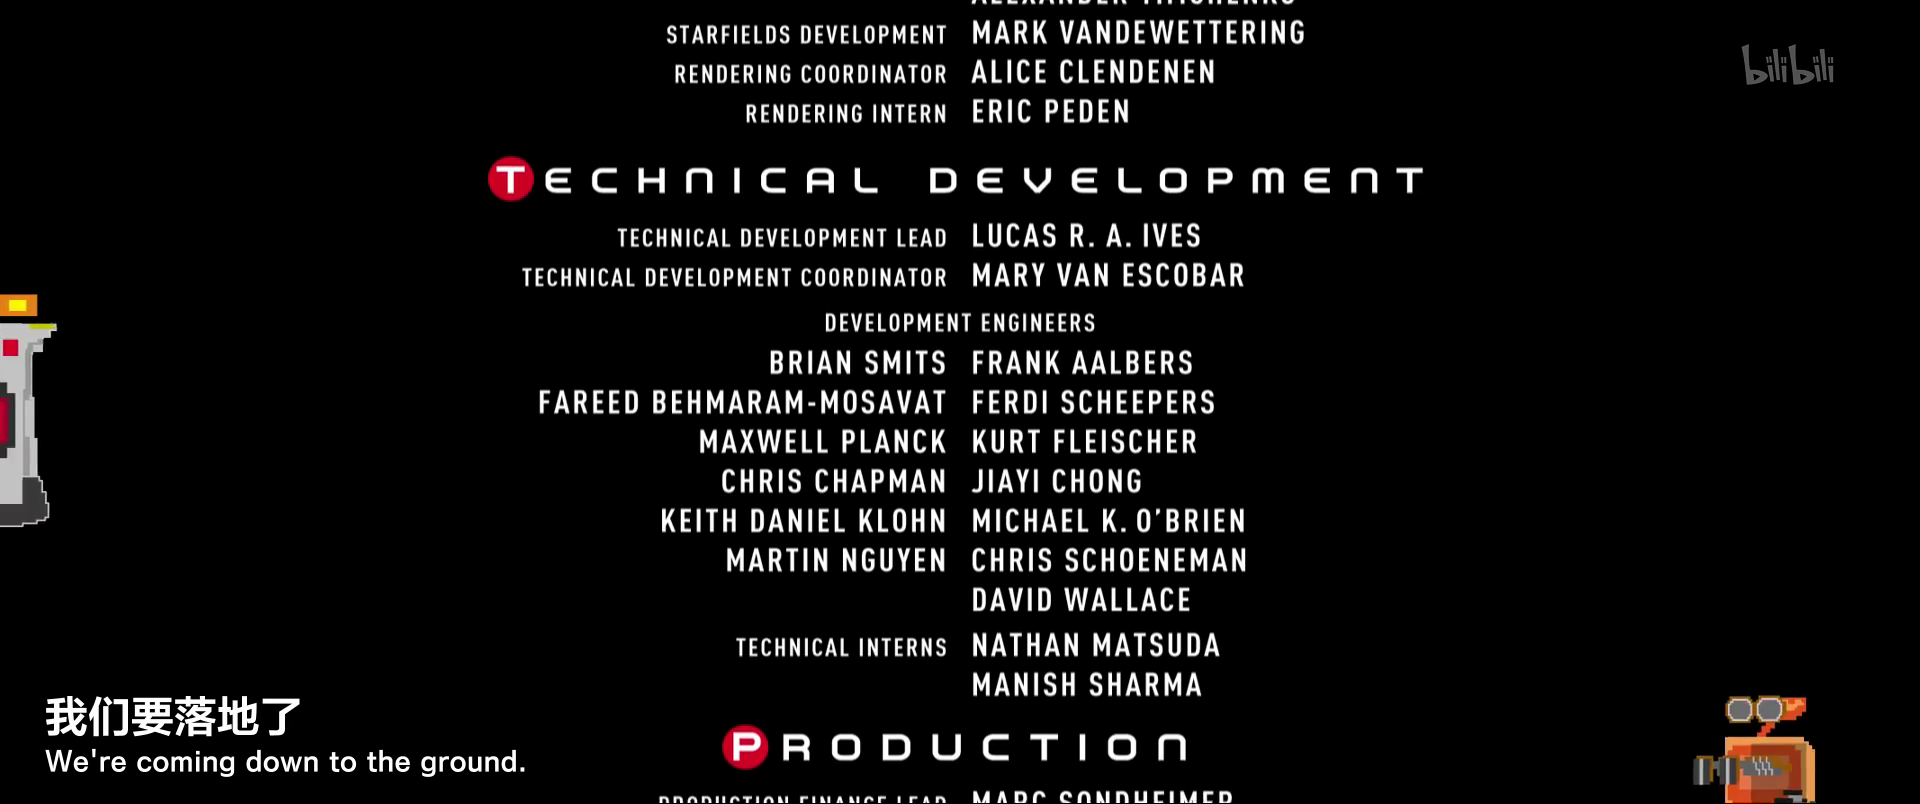 STARFIELDS DEVELOPMENT MARK VANDEWETTERING
RENDERING COORDINATOR ALICE CLENDENEN
RENDERING INTERN ERIC PEDEN
bilibili
TECHNICAL DEVELOPMENT
TECHNICAL DEVELOPMENT LEAD LUCAS R. A. IVES
TECHNICAL DEVELOPMENT COORDINATOR MARY VAN ESCOBAR
DEVELOPMENT ENGINEERS
BRIAN SMITS FRANK AALBERS
FAREED BEHMARAM-MOSAVAT FERDI SCHEEPERS
MAXWELL PLANCK KURT FLEISCHER
CHRIS CHAPMAN JIAYI CHONG
KEITH DANIEL KLOHN MICHAEL K. O'BRIEN
MARTIN NGUYEN CHRIS SCHOENEMAN
DAVID WALLACE
TECHNICAL INTERNS NATHAN MATSUDA
MANISH SHARMA
PRODUCTION
我们要落地了
We're coming down to the ground.
PRODUCTION FINANCE LEAD MARC SONDHEIMER